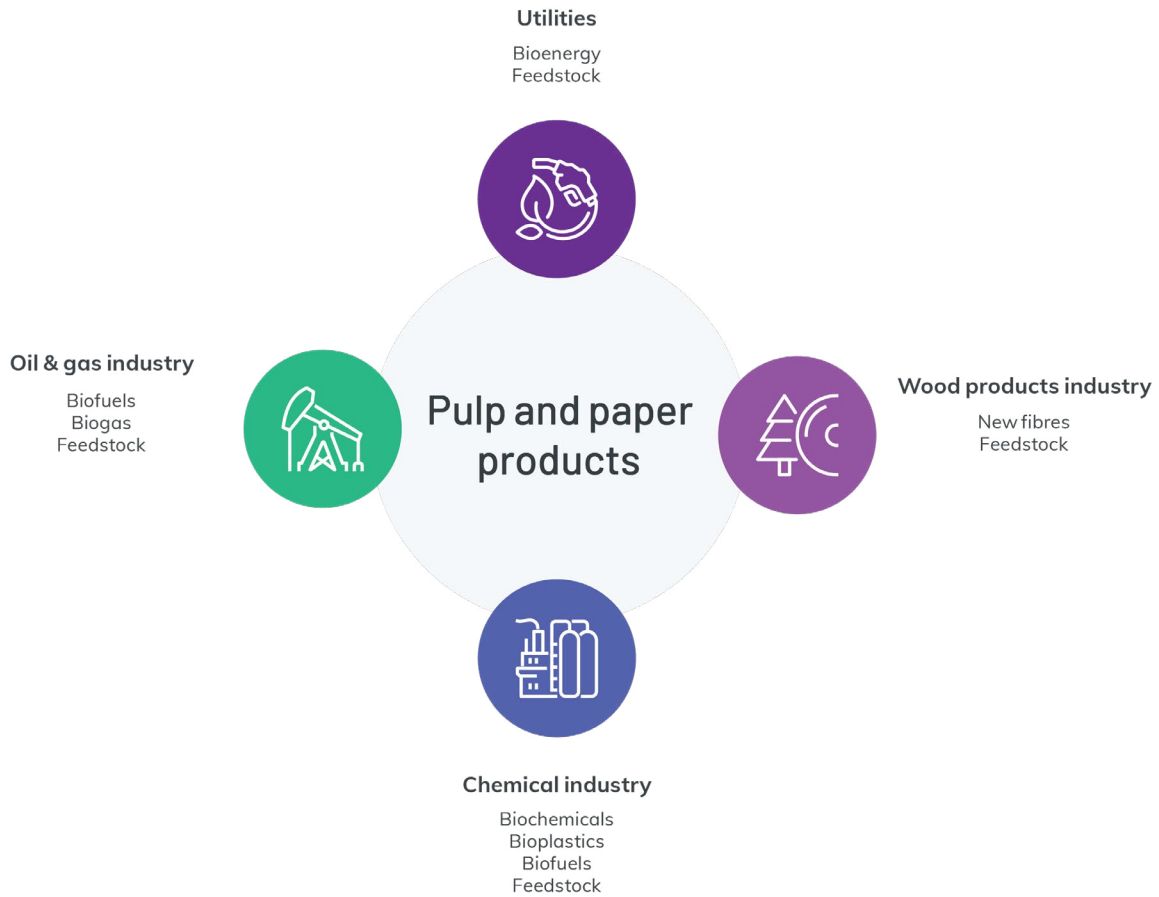 Utilities
Bioenergy
Feedstock
Oil & gas industry
Biofuels
Biogas
Feedstock
Pulp and paper
products
Wood products industry
New fibres
Feedstock
Chemical industry
Biochemicals
Bioplastics
Biofuels
Feedstock